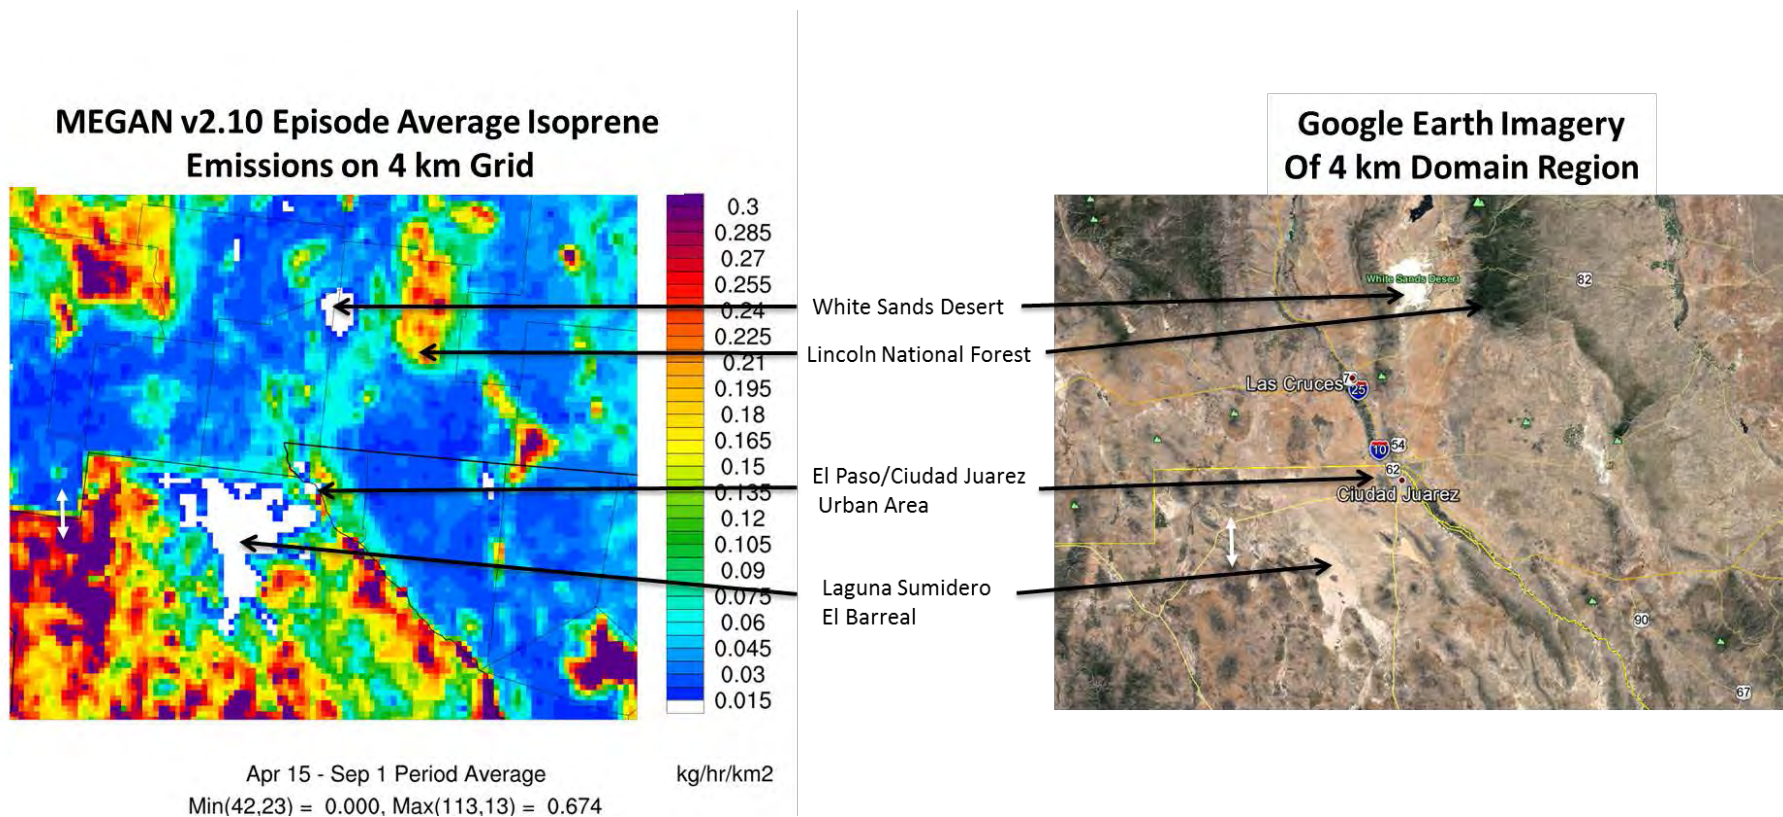 MEGAN v2.10 Episode Average Isoprene
Emissions on 4 km Grid
0.3
0.285
0.27
0.255
0.24
0.225
0.21
0.195
0.18
0.165
0.15
0.135
0.12
0.105
0.09
0.075
0.06
0.045
0.03
0.015
Apr 15 - Sep 1 Period Average
kg/hr/km2
Min(42,23) = 0.000, Max(113,13) = 0.674
White Sands Desert
Lincoln National Forest
El Paso/Ciudad Juarez
Urban Area
Laguna Sumidero
El Barreal
Google Earth Imagery
Of 4 km Domain Region
White Sands Desert
82
Las Cruces
70
25
10
54
62
Ciudad Juarez
90
67